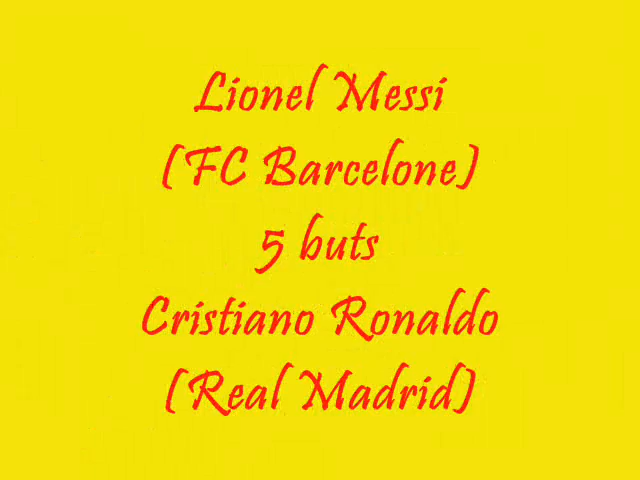 Lionel Messi
(FC Barcelone)
5 buts
Cristiano Ronaldo
(Real Madrid)